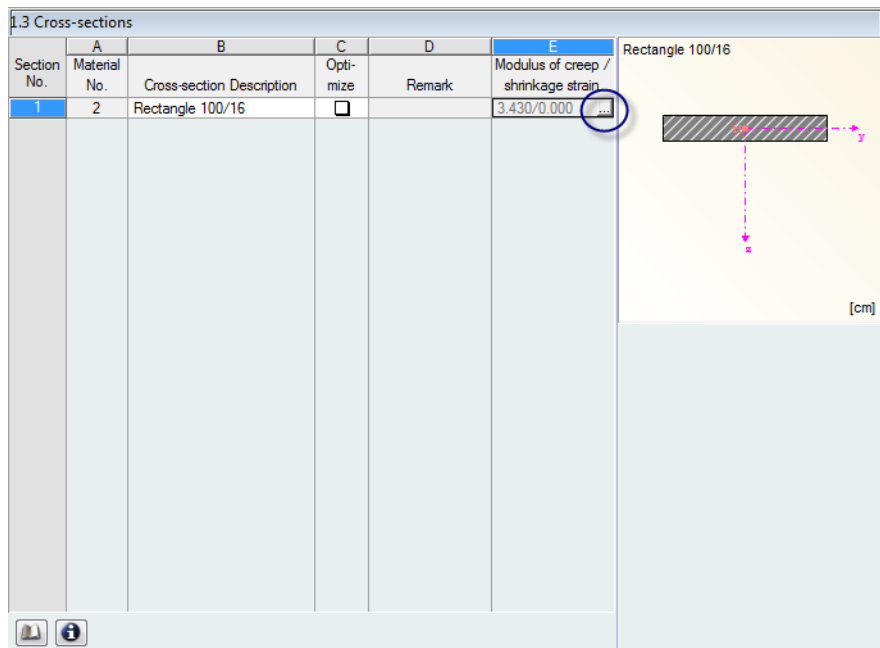 1.3 Cross-sections
A B C D E
Section Material Opti- Modulus of creep /
No. No. Cross-section Description mize Remark shrinkage strain
1 2 Rectangle 100/16 3.430/0.000 ...
Rectangle 100/16
y
z
[cm]